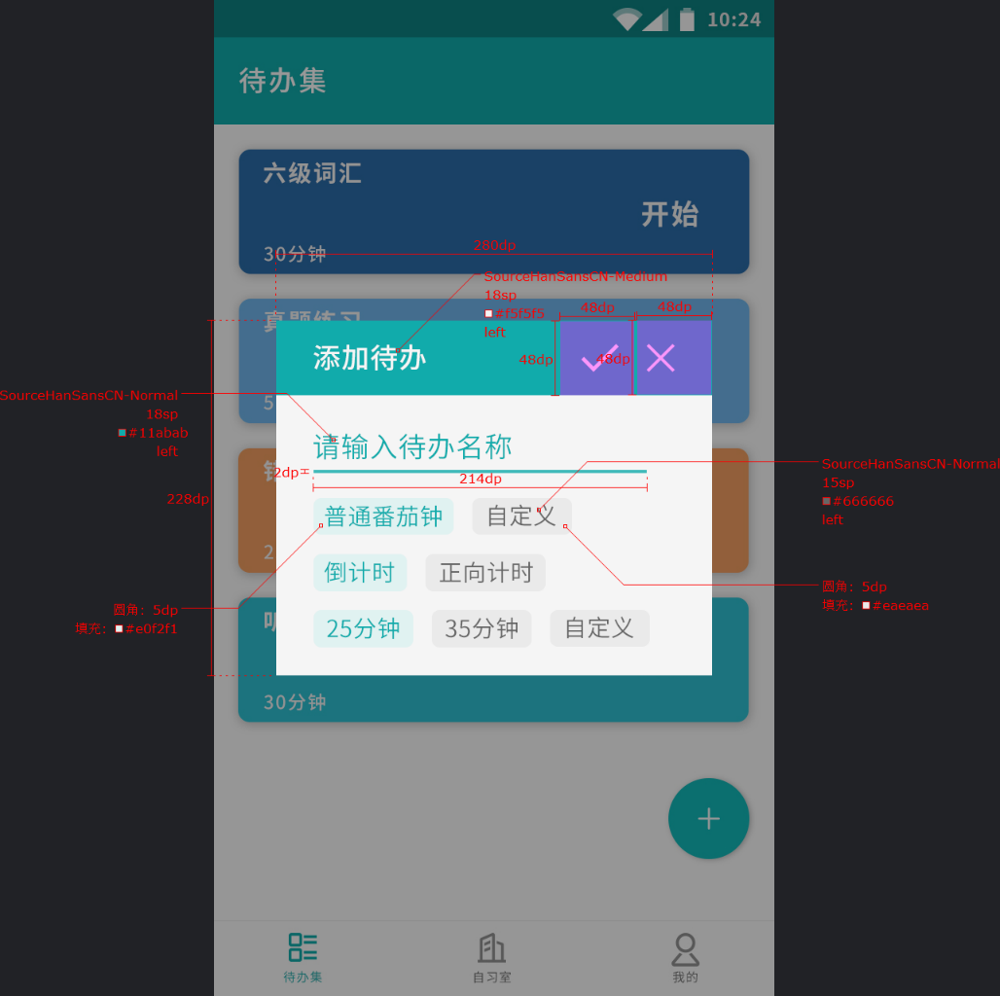 10:24
待办集
六级词汇
开始
30分钟
280dp
SourceHanSansCN-Medium
18sp
#f5f5f5
left
48dp
48dp
真题练习
添加待办
48dp
48dp
SourceHanSansCN-Normal
18sp
#11abab
left
5
请输入待办名称
2dp
214dp
SourceHanSansCN-Normal
15sp
#666666
left
228dp
普通番茄钟
自定义
2
倒计时
正向计时
圆角：5dp
填充：#eaeaea
圆角：5dp
填充：#e0f2f1
25分钟
35分钟
自定义
30分钟
待办集
自习室
我的